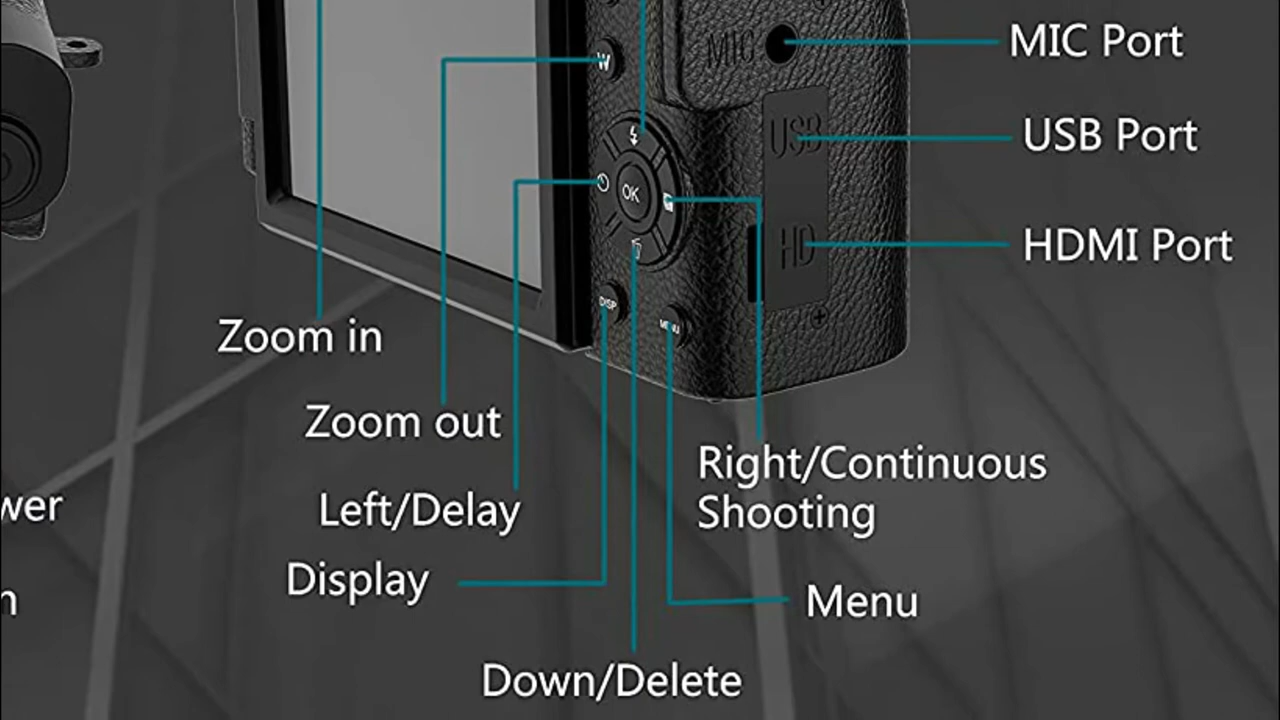 MIC
MIC Port
W
USB
USB Port
OK
HD
HDMI Port
DISP
MENU
Zoom in
Zoom out
Right/Continuous
Shooting
wer
Left/Delay
Display
n
Menu
Down/Delete